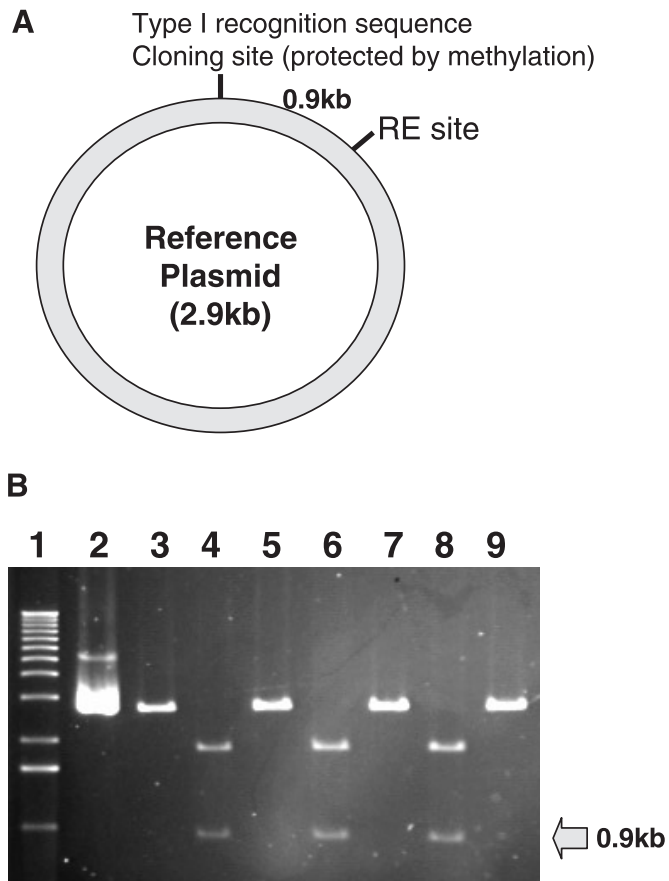 A
Type I recognition sequence
Cloning site (protected by methylation)
0.9kb
RE site
Reference
Plasmid
(2.9kb)
B
1 2 3 4 5 6 7 8 9
0.9kb